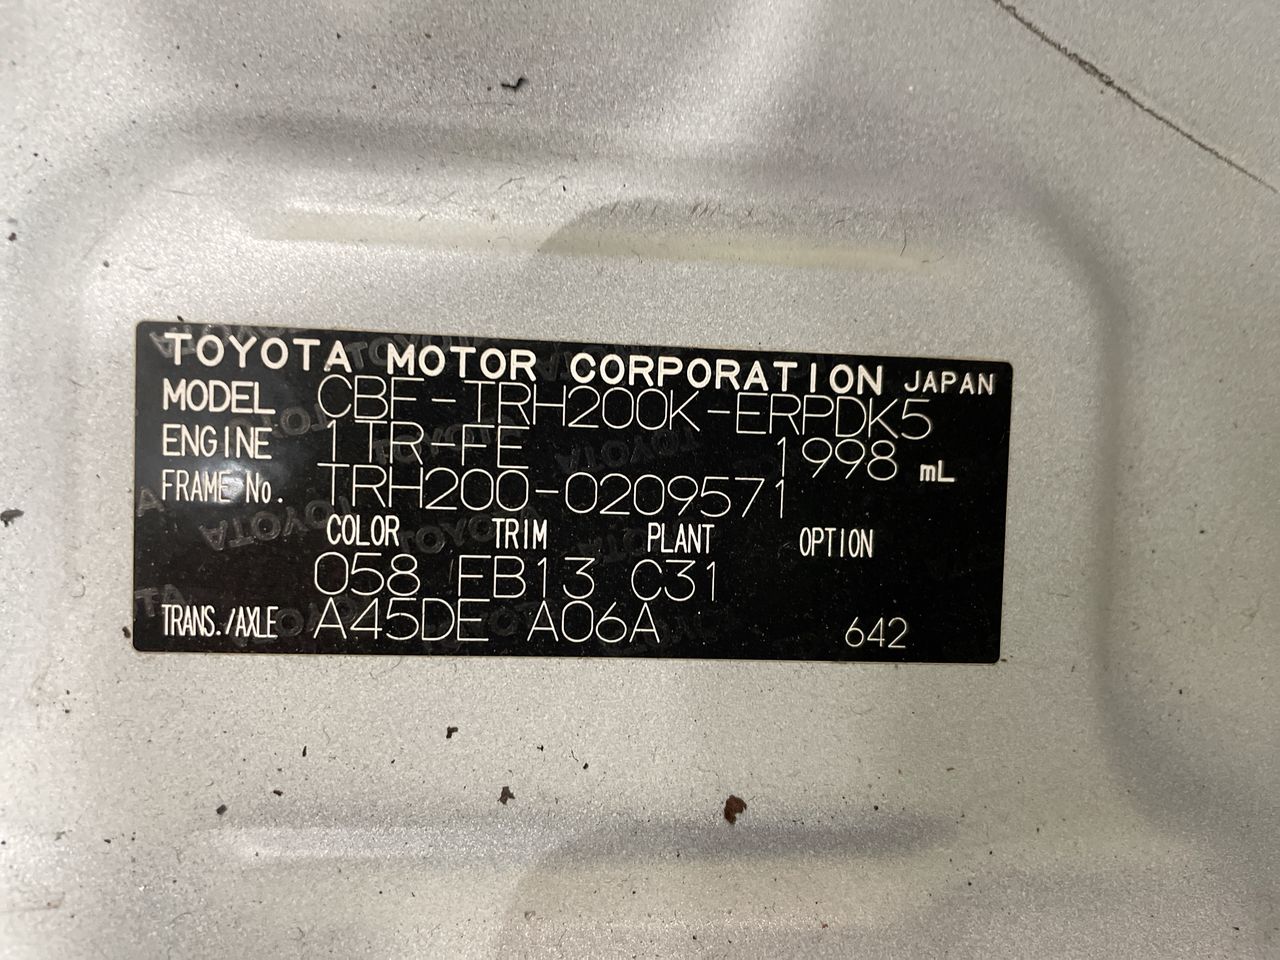 TOYOTA MOTOR CORPORATION JAPAN
MODEL CBF-TRH200K-ERPDK5
ENGINE 1TR-FE 1998 mL
FRAME No. TRH200-0209571
COLOR TRIM PLANT OPTION
058 FB13 C31
TRANS./AXLE A45DE A06A 642